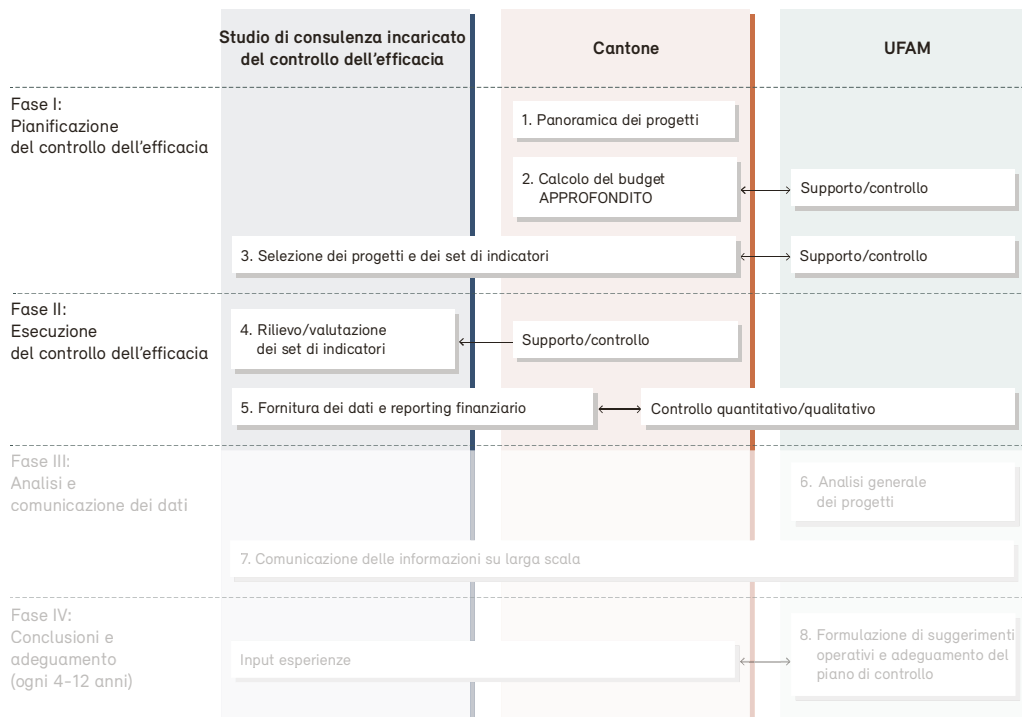 Studio di consulenza incaricato
del controllo dell’efficacia
Cantone
UFAM
Fase I:
Pianificazione
del controllo dell’efficacia
1. Panoramica dei progetti
2. Calcolo del budget
APPROFONDITO
Supporto/controllo
3. Selezione dei progetti e dei set di indicatori
Supporto/controllo
Fase II:
Esecuzione
del controllo dell’efficacia
4. Rilievo/valutazione
dei set di indicatori
Supporto/controllo
5. Fornitura dei dati e reporting finanziario
Controllo quantitativo/qualitativo
Fase III:
Analisi e
comunicazione dei dati
6. Analisi generale
dei progetti
7. Comunicazione delle informazioni su larga scala
Fase IV:
Conclusioni e
adeguamento
(ogni 4-12 anni)
Input esperienze
8. Formulazione di suggerimenti
operativi e adeguamento del
piano di controllo